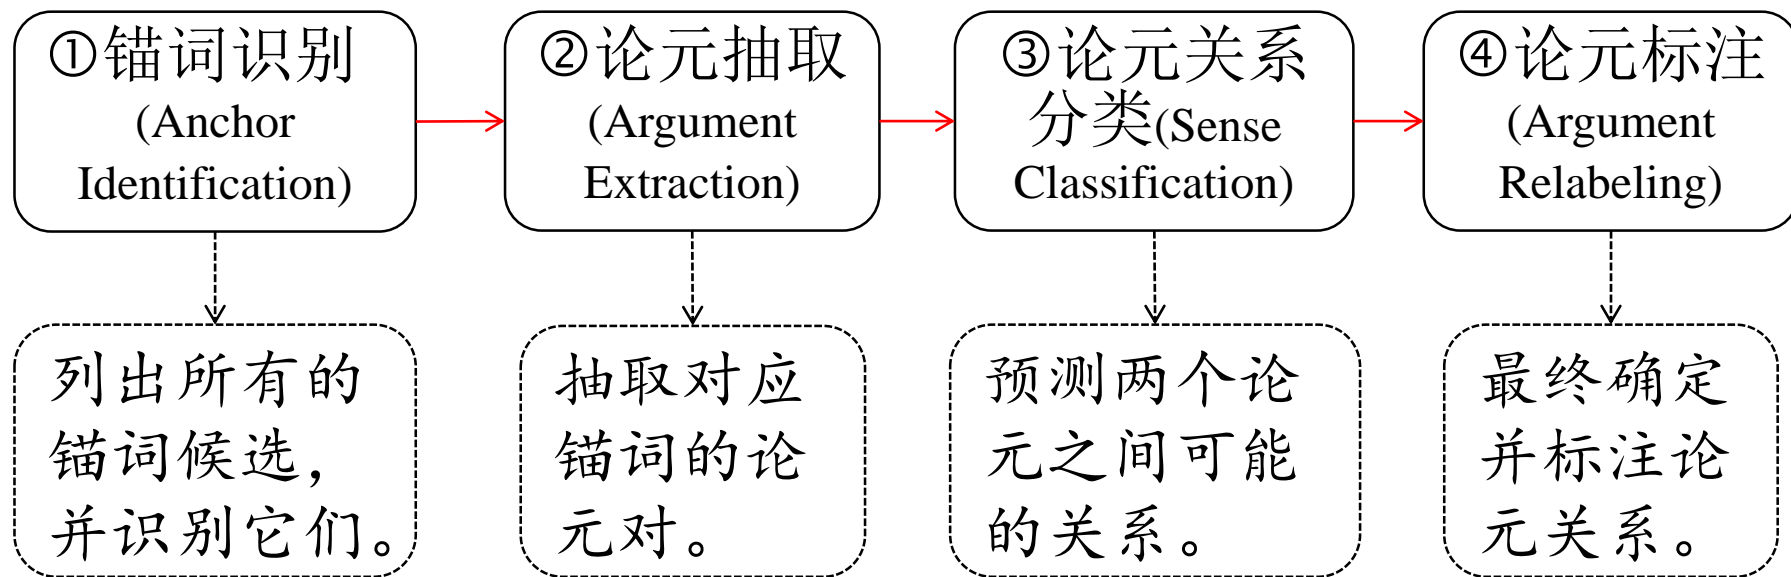 ①锚词识别
(Anchor
Identification)
②论元抽取
(Argument
Extraction)
③论元关系
分类(Sense
Classification)
④论元标注
(Argument
Relabeling)
列出所有的
锚词候选,
并识别它们。
抽取对应
锚词的论
元对。
预测两个论
元之间可能
的关系。
最终确定
并标注论
元关系。